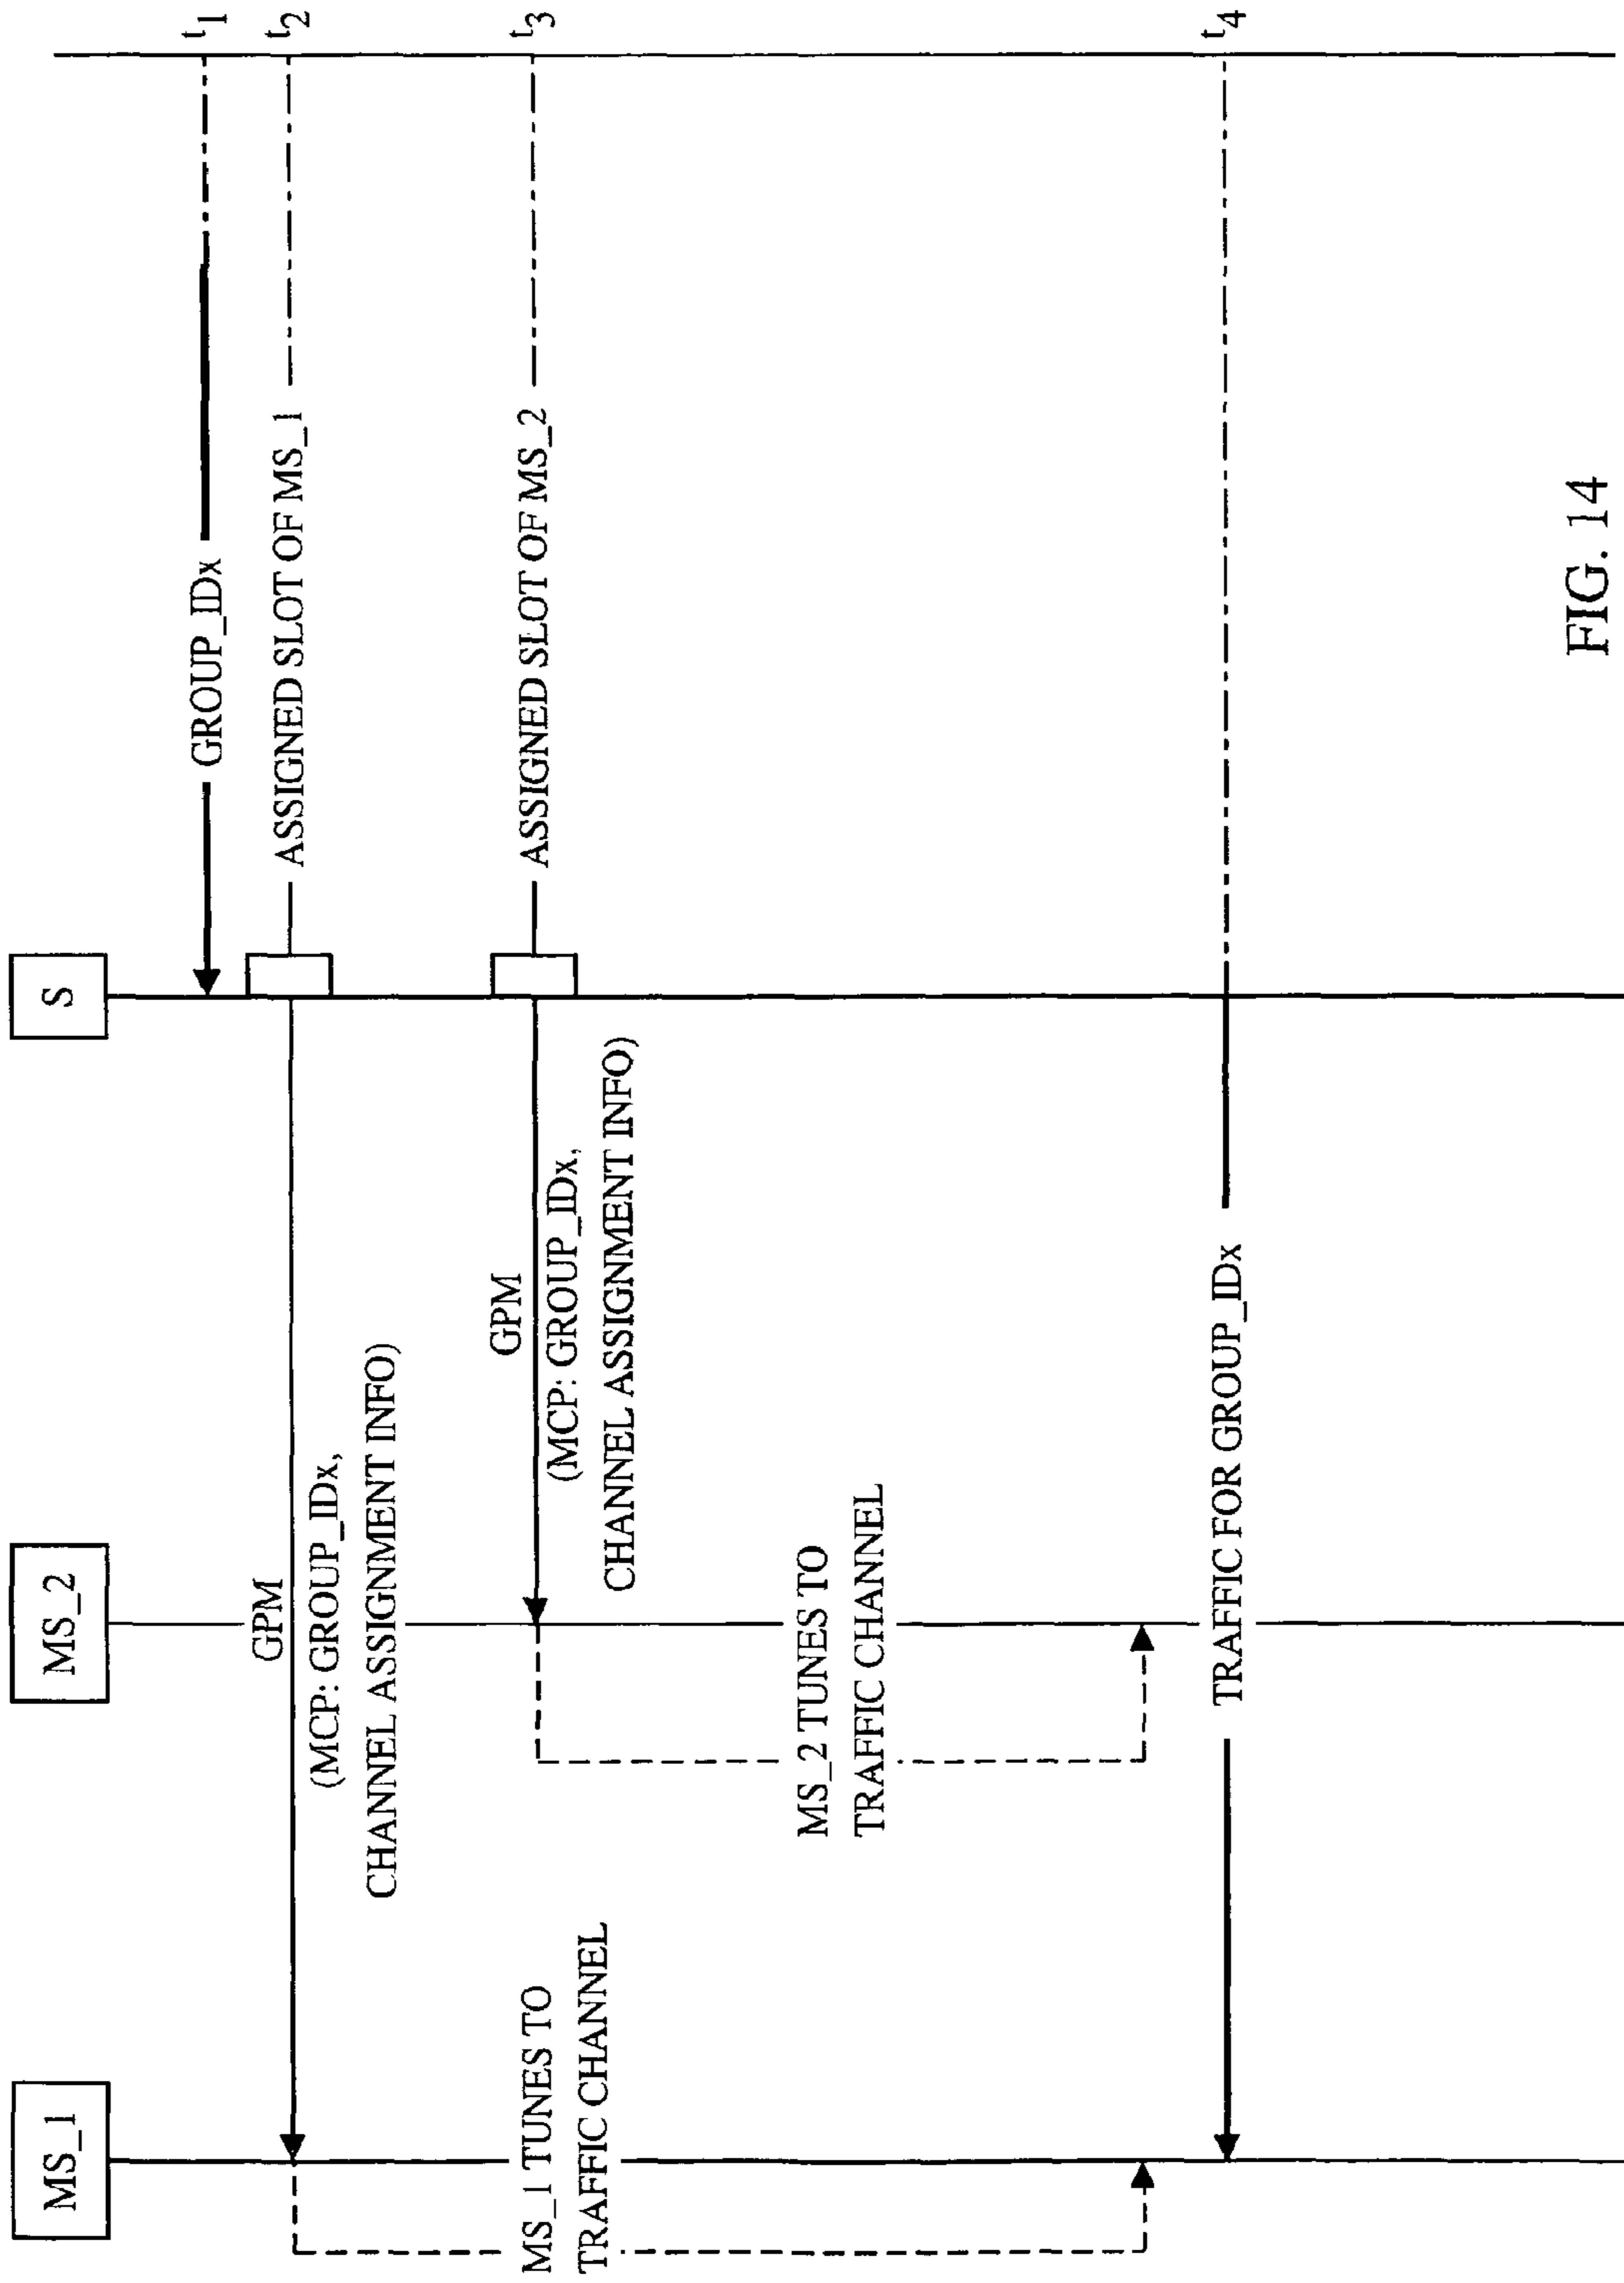 MS_1
MS_2
S
GROUP_IDx
t1
GPM
ASSIGNED SLOT OF MS_1
t2
(MCP: GROUP_IDx,
CHANNEL ASSIGNMENT INFO)
GPM
ASSIGNED SLOT OF MS_2
t3
(MCP: GROUP_IDx,
CHANNEL ASSIGNMENT INFO)
MS_1 TUNES TO
TRAFFIC CHANNEL
MS_2 TUNES TO
TRAFFIC CHANNEL
TRAFFIC FOR GROUP_IDx
t4
FIG. 14